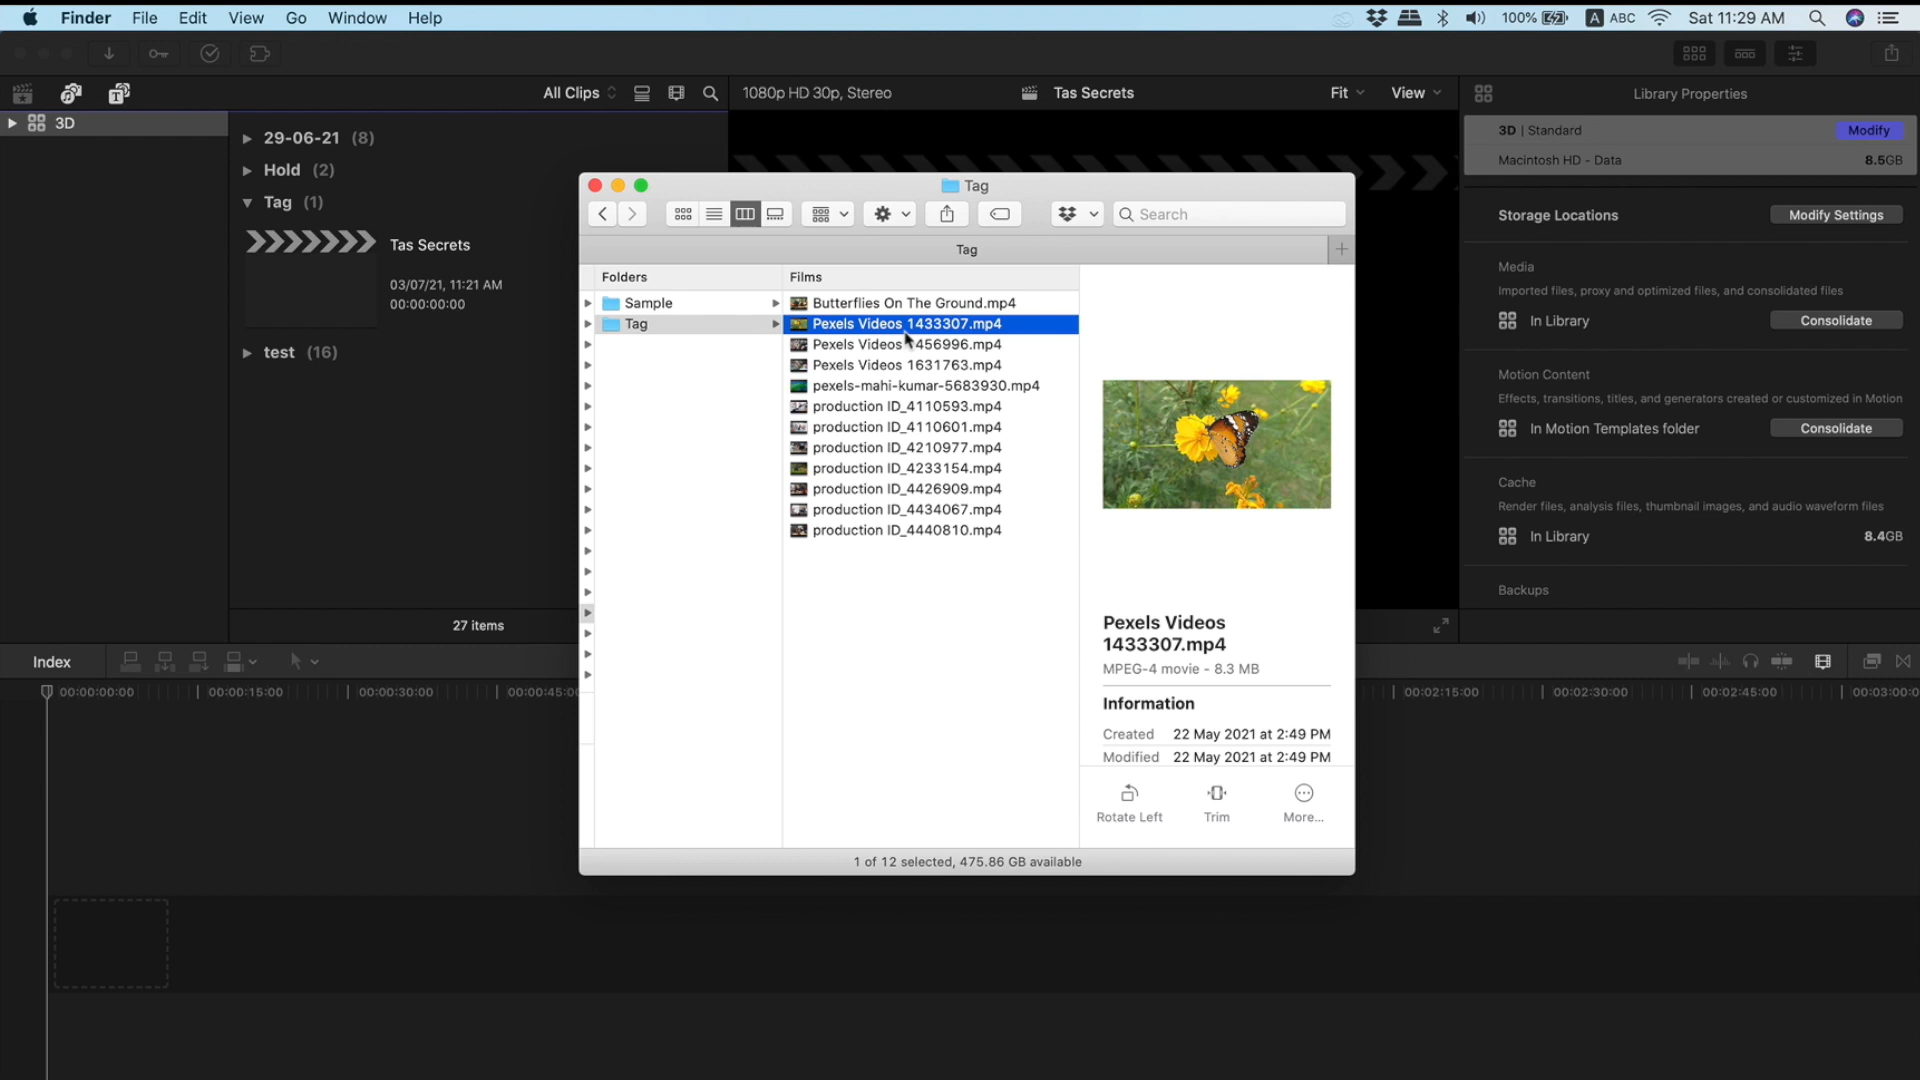 Finder File Edit View Go Window Help
100% A ABC Sat 11:29 AM
All Clips
1080p HD 30p, Stereo
Tas Secrets
Fit
View
Library Properties
3D
29-06-21 (8)
Hold (2)
Tag (1)
Tas Secrets
03/07/21, 11:21 AM
00:00:00:00
test (16)
27 items
Tag
Search
Tag
Folders
Sample
Tag
Films
Butterflies On The Ground.mp4
Pexels Videos 1433307.mp4
Pexels Videos 456996.mp4
Pexels Videos 1631763.mp4
pexels-mahi-kumar-5683930.mp4
production ID_4110593.mp4
production ID_4110601.mp4
production ID_4210977.mp4
production ID_4233154.mp4
production ID_4426909.mp4
production ID_4434067.mp4
production ID_4440810.mp4
Pexels Videos
1433307.mp4
MPEG-4 movie - 8.3 MB
Information
Created 22 May 2021 at 2:49 PM
Modified 22 May 2021 at 2:49 PM
Rotate Left
Trim
More...
1 of 12 selected, 475.86 GB available
3D | Standard
Modify
Macintosh HD - Data
8.5GB
Storage Locations
Modify Settings
Media
Imported files, proxy and optimized files, and consolidated files
In Library
Consolidate
Motion Content
Effects, transitions, titles, and generators created or customized in Motion
In Motion Templates folder
Consolidate
Cache
Render files, analysis files, thumbnail images, and audio waveform files
In Library
8.4GB
Backups
Index
00:00:00:00 00:00:15:00 00:00:30:00 00:00:45:00 00:02:15:00 00:02:30:00 00:02:45:00 00:03:00:0